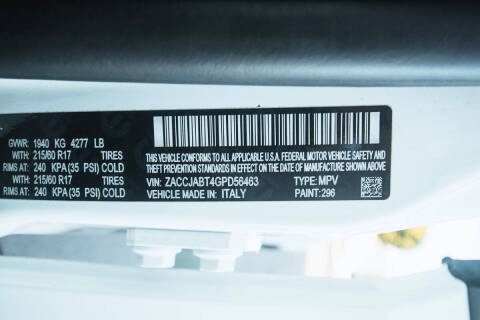 GVWR: 1940 KG 4277 LB
WITH: 215/60 R17 TIRES
RIMS AT: 240 KPA (35 PSI) COLD
WITH: 215/60 R17 TIRES
RIMS AT: 240 KPA (35 PSI) COLD
THIS VEHICLE CONFORMS TO ALL APPLICABLE U.S.A. FEDERAL MOTOR VEHICLE SAFETY AND
THEFT PREVENTION STANDARDS IN EFFECT ON THE DATE OF MANUFACTURE SHOWN ABOVE.
VIN: ZACCJABT4GPD56463 TYPE: MPV
VEHICLE MADE IN: ITALY PAINT: 296